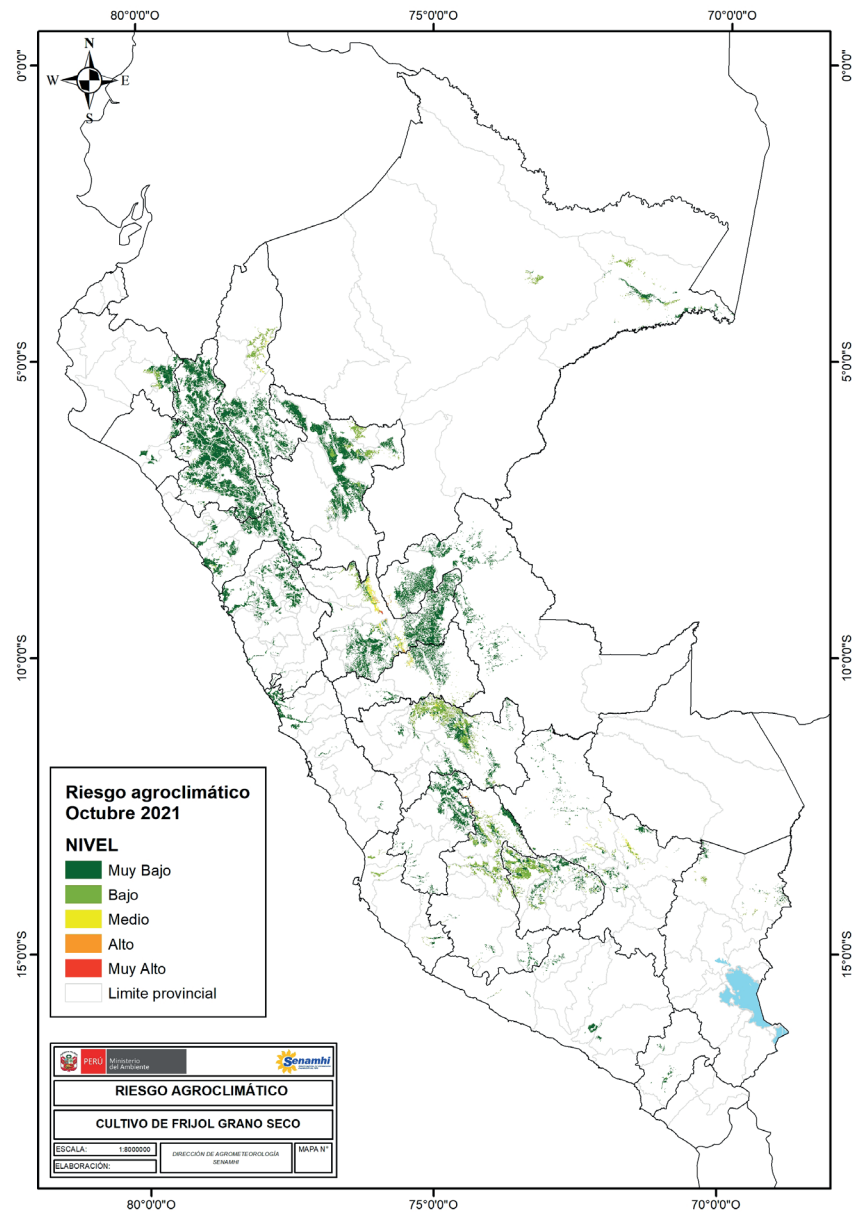 80°0'0"O
75°0'0"O
70°0'0"O
N
W E
S
0°0'0"
0°0'0"
5°0'0"S
5°0'0"S
10°0'0"S
10°0'0"S
15°0'0"S
15°0'0"S
Riesgo agroclimático
Octubre 2021
NIVEL
Muy Bajo
Bajo
Medio
Alto
Muy Alto
Limite provincial
PERÚ
Ministerio
del Ambiente
Senamhi
RIESGO AGROCLIMÁTICO
CULTIVO DE FRIJOL GRANO SECO
ESCALA: 1:8000000
DIRECCIÓN DE AGROMETEOROLOGÍA
SENAMHI
MAPA N°
ELABORACIÓN:
80°0'0"O
75°0'0"O
70°0'0"O